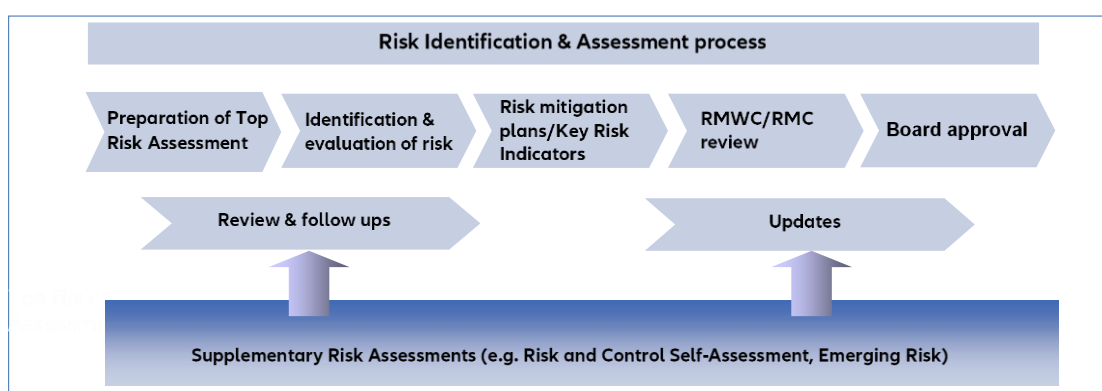 Risk Identification & Assessment process
Preparation of Top
Risk Assessment
Identification &
evaluation of risk
Risk mitigation
plans/Key Risk
Indicators
RMWC/RMC
review
Board approval
Review & follow ups
Updates
Supplementary Risk Assessments (e.g. Risk and Control Self-Assessment, Emerging Risk)